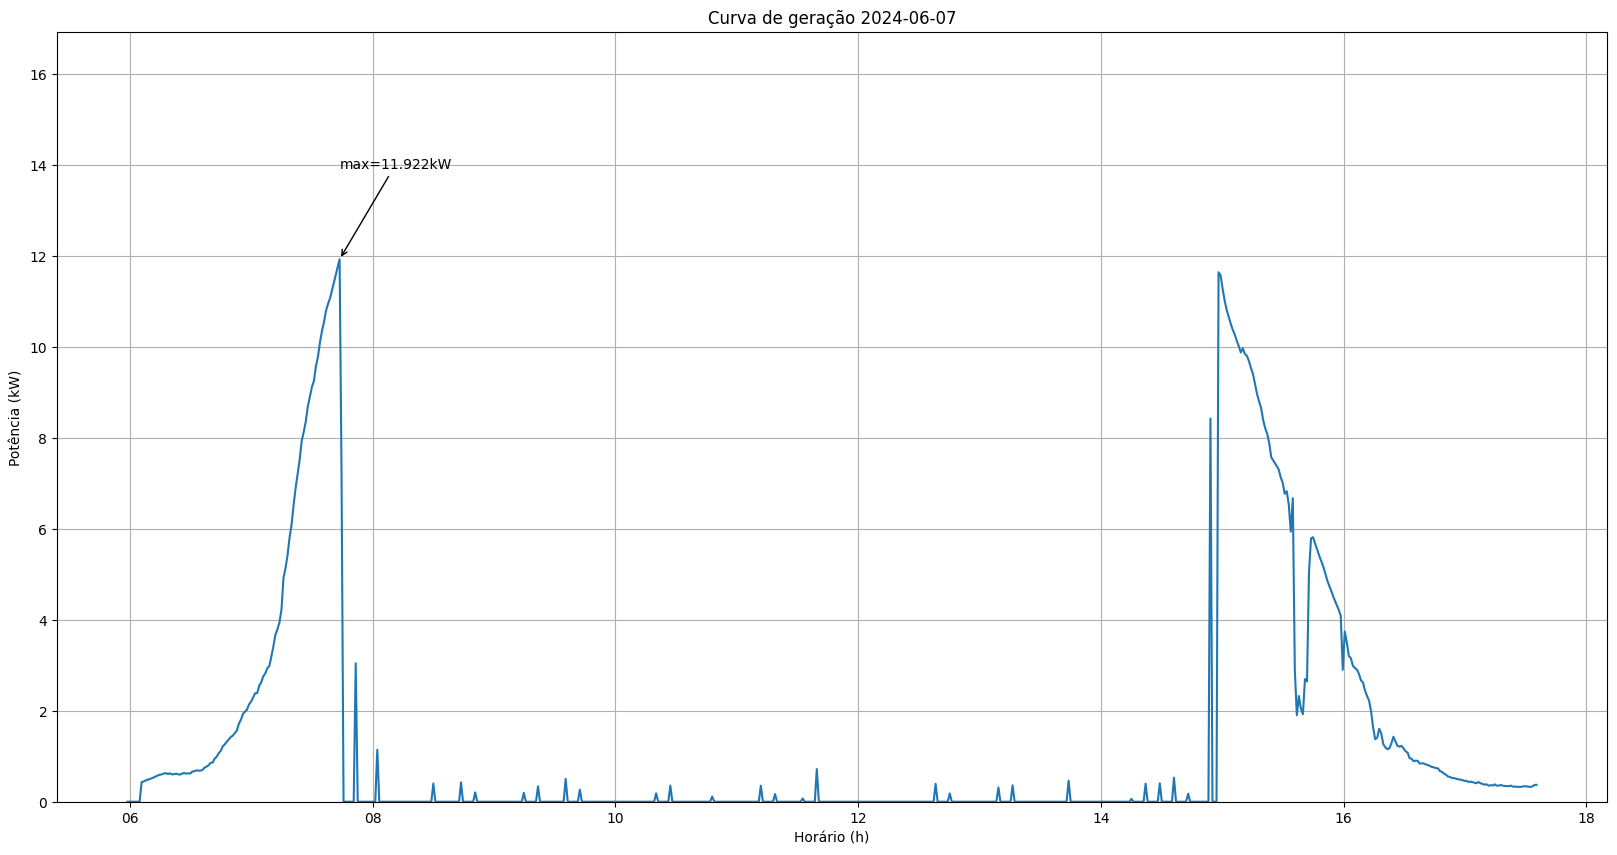 Curva de geração 2024-06-07
16
14
12
10
8
6
4
2
0
Potência (kW)
max=11.922kW
06 08 10 12 14 16 18
Horário (h)